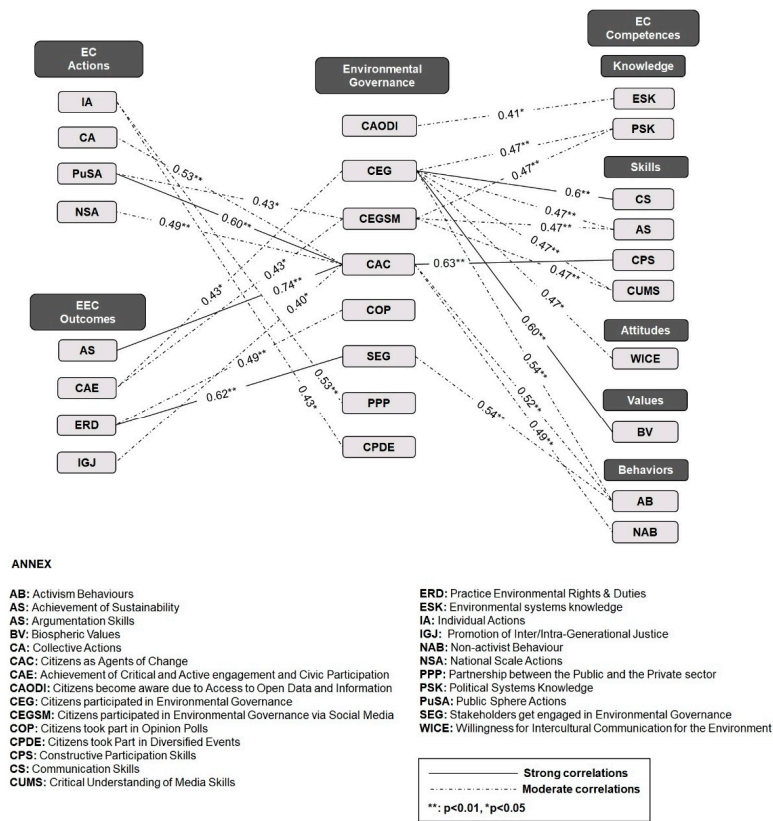 EC
Actions
IA
CA
PuSA
NSA
EEC
Outcomes
AS
CAE
ERD
IGJ
Environmental
Governance
CAODI
CEG
CEGSM
CAC
COP
SEG
PPP
CPDE
EC
Competences
Knowledge
ESK
PSK
Skills
CS
AS
CPS
CUMS
Attitudes
WICE
Values
BV
Behaviors
AB
NAB
0.53**
0.43*
0.60**
0.49**
0.43*
0.43*
0.74**
0.40*
0.49**
0.62**
0.53**
0.43*
0.41*
0.47**
0.47**
0.6**
0.47**
0.47**
0.47**
0.63**
0.47**
0.47*
0.60**
0.54**
0.52**
0.49**
0.54**
ANNEX
AB: Activism Behaviours
AS: Achievement of Sustainability
AS: Argumentation Skills
BV: Biospheric Values
CA: Collective Actions
CAC: Citizens as Agents of Change
CAE: Achievement of Critical and Active engagement and Civic Participation
CAODI: Citizens become aware due to Access to Open Data and Information
CEG: Citizens participated in Environmental Governance
CEGSM: Citizens participated in Environmental Governance via Social Media
COP: Citizens took part in Opinion Polls
CPDE: Citizens took Part in Diversified Events
CPS: Constructive Participation Skills
CS: Communication Skills
CUMS: Critical Understanding of Media Skills
ERD: Practice Environmental Rights & Duties
ESK: Environmental systems knowledge
IA: Individual Actions
IGJ: Promotion of Inter/Intra-Generational Justice
NAB: Non-activist Behaviour
NSA: National Scale Actions
PPP: Partnership between the Public and the Private sector
PSK: Political Systems Knowledge
PuSA: Public Sphere Actions
SEG: Stakeholders get engaged in Environmental Governance
WICE: Willingness for Intercultural Communication for the Environment
Strong correlations
Moderate correlations
**: p<0.01, *p<0.05